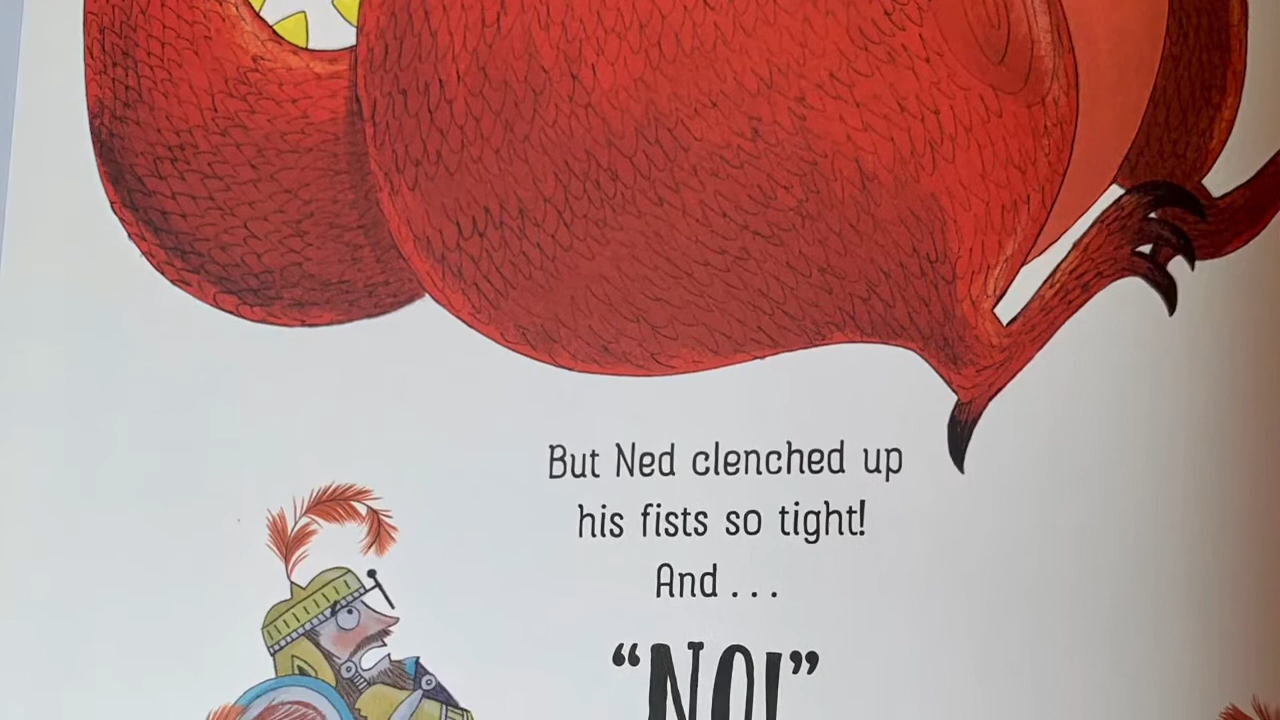 But Ned clenched up
his fists so tight!
And . . .
“NO!”